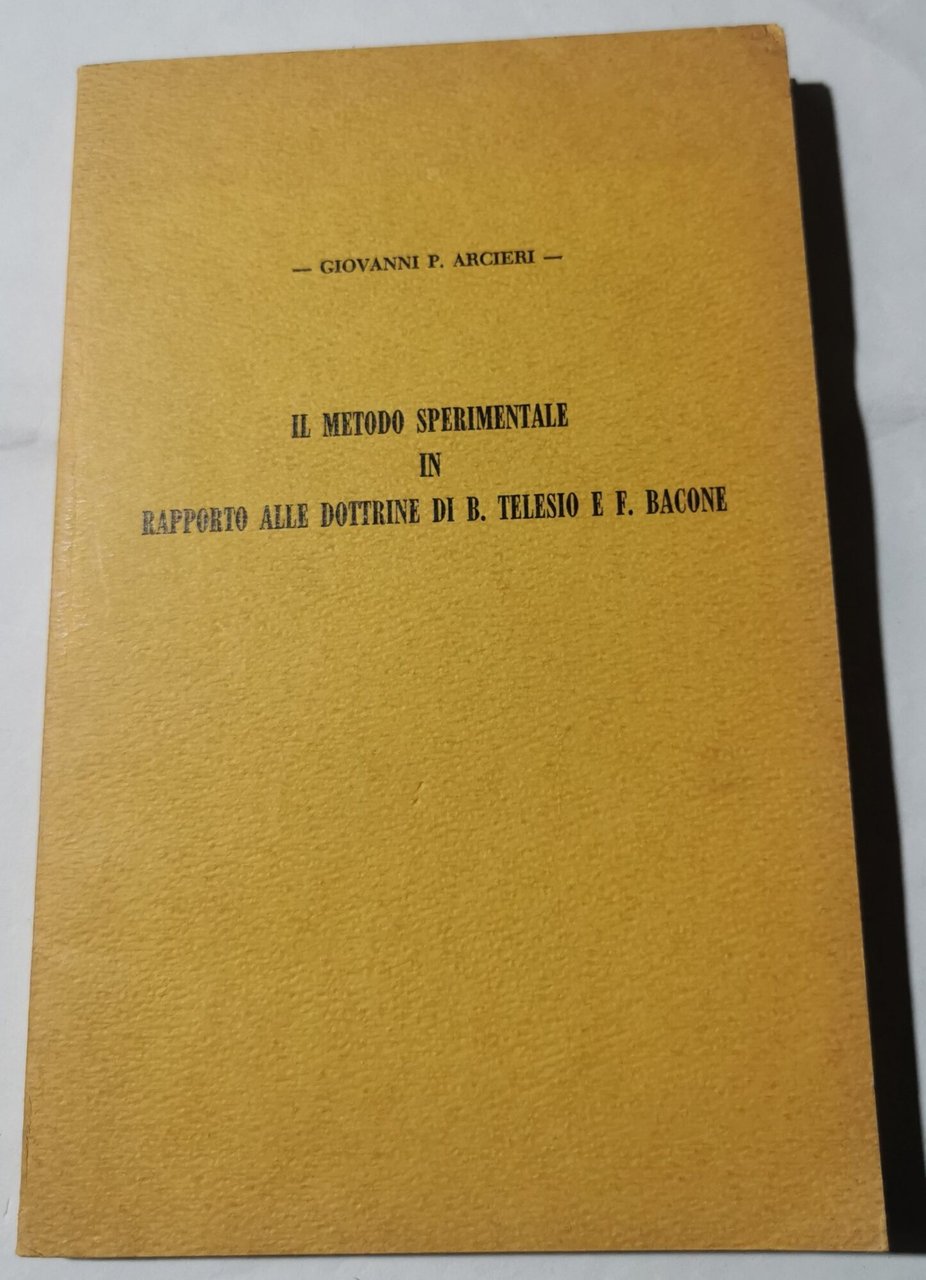 — GIOVANNI P. ARCIERI —
IL METODO SPERIMENTALE
IN
RAPPORTO ALLE DOTTRINE DI B. TELESIO E F. BACONE